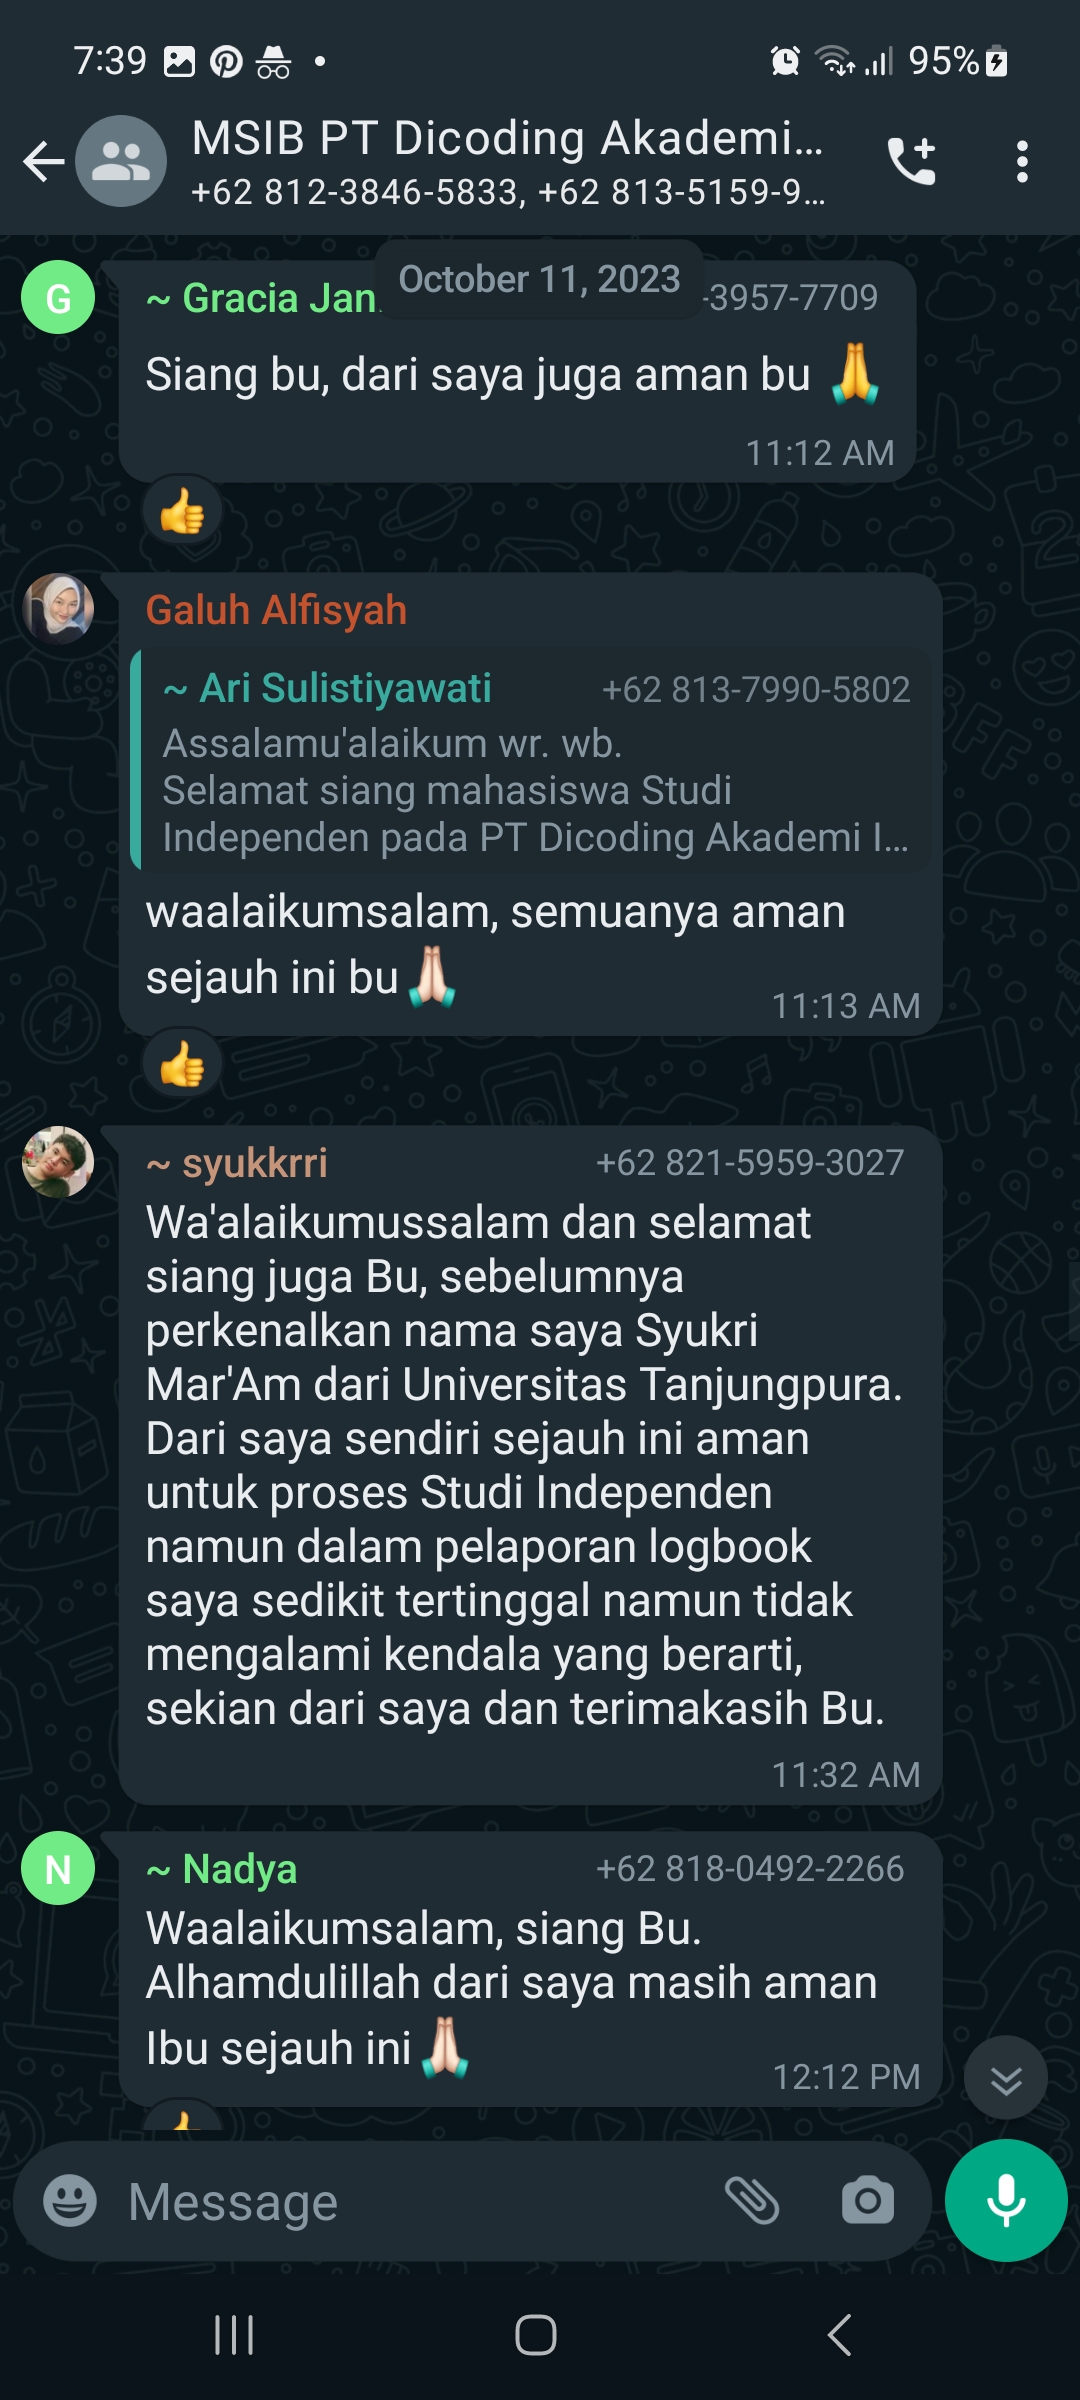 7:39 95%
MSIB PT Dicoding Akademi...
+62 812-3846-5833, +62 813-5159-9...
October 11, 2023
~ Gracia Jan. -3957-7709
Siang bu, dari saya juga aman bu 🙏
11:12 AM
👍
Galuh Alfisyah
~ Ari Sulistiyawati +62 813-7990-5802
Assalamu'alaikum wr. wb.
Selamat siang mahasiswa Studi
Independen pada PT Dicoding Akademi I...
waalaikumsalam, semuanya aman
sejauh ini bu🙏🏻
11:13 AM
👍
~ syukkrri +62 821-5959-3027
Wa'alaikumussalam dan selamat
siang juga Bu, sebelumnya
perkenalkan nama saya Syukri
Mar'Am dari Universitas Tanjungpura.
Dari saya sendiri sejauh ini aman
untuk proses Studi Independen
namun dalam pelaporan logbook
saya sedikit tertinggal namun tidak
mengalami kendala yang berarti,
sekian dari saya dan terimakasih Bu.
11:32 AM
N
~ Nadya +62 818-0492-2266
Waalaikumsalam, siang Bu.
Alhamdulillah dari saya masih aman
Ibu sejauh ini🙏🏻
12:12 PM
Message